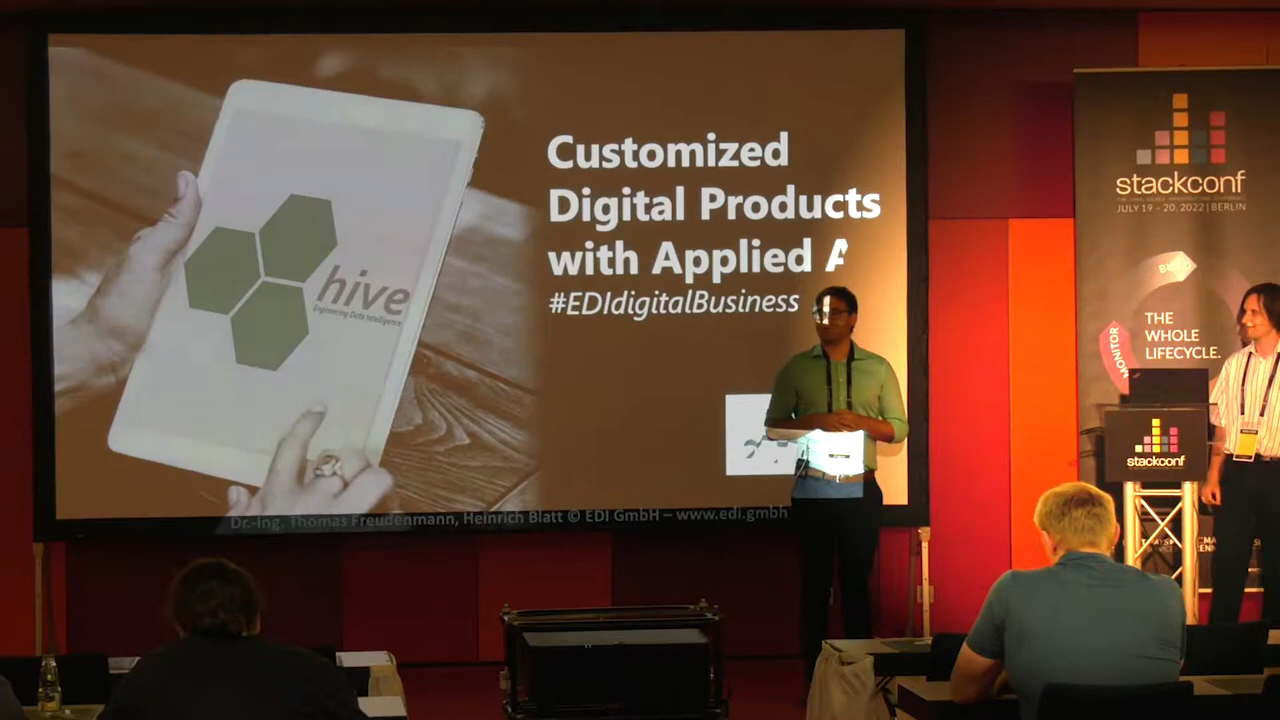 Customized
Digital Products
with Applied A
#EDIdigitalBusiness
hive
Engineering Data Intelligence
Dr.-Ing. Thomas Freudenmann, Heinrich Blatt © EDI GmbH – www.edi.gmbh
stackconf
JULY 19 - 20, 2022 | BERLIN
BUILD
THE
WHOLE
LIFECYCLE.
MONITOR
stackconf